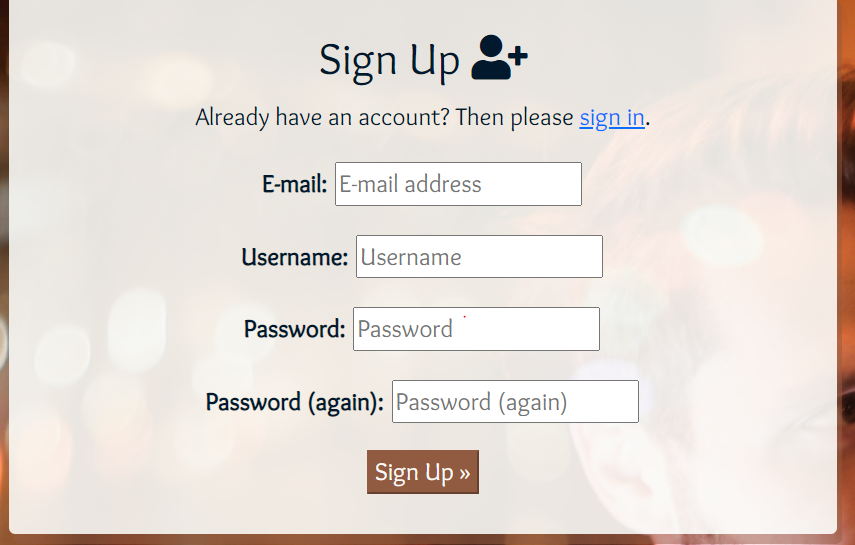 Sign Up
Already have an account? Then please sign in.
E-mail: E-mail address
Username: Username
Password: Password
Password (again): Password (again)
Sign Up »